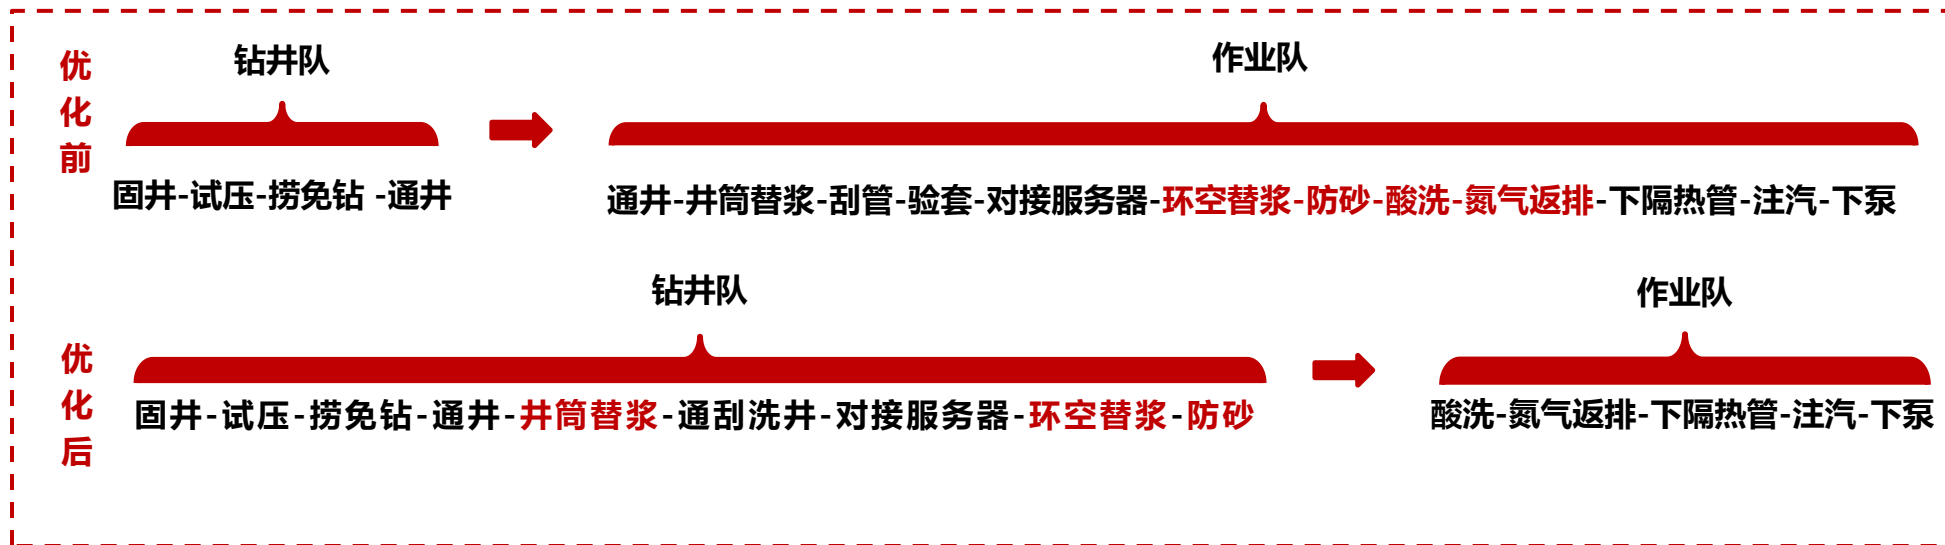 优化前
钻井队
作业队
固井-试压-捞免钻 -通井
通井-井筒替浆-刮管-验套-对接服务器-环空替浆-防砂-酸洗-氮气返排-下隔热管-注汽-下泵
优化后
钻井队
作业队
固井-试压-捞免钻-通井-井筒替浆-通刮洗井-对接服务器-环空替浆-防砂
酸洗-氮气返排-下隔热管-注汽-下泵